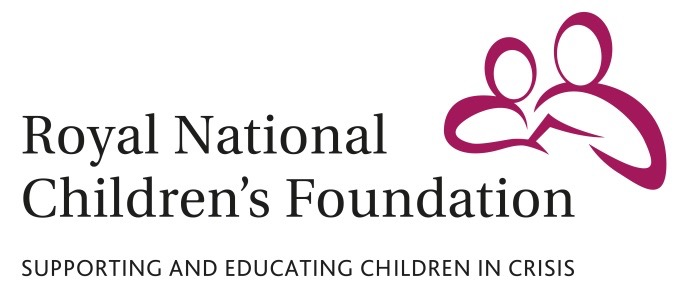 Royal National
Children’s Foundation
SUPPORTING AND EDUCATING CHILDREN IN CRISIS